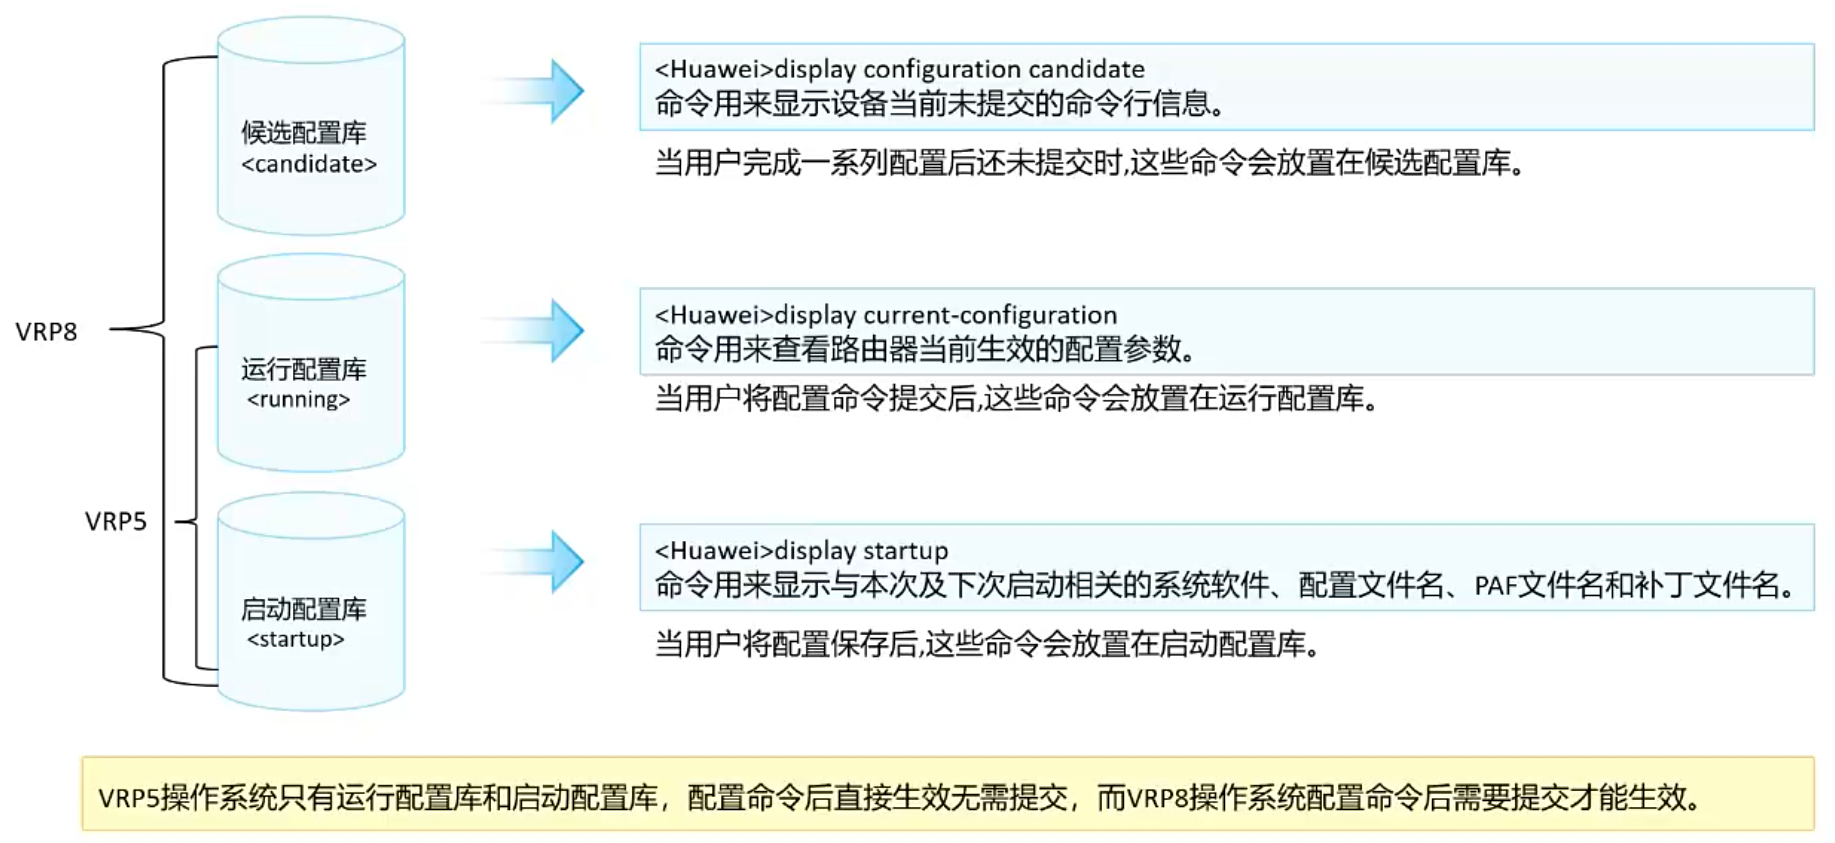 候选配置库
<candidate>
<Huawei>display configuration candidate
命令用来显示设备当前未提交的命令行信息。
当用户完成一系列配置后还未提交时,这些命令会放置在候选配置库。
VRP8
运行配置库
<running>
<Huawei>display current-configuration
命令用来查看路由器当前生效的配置参数。
当用户将配置命令提交后,这些命令会放置在运行配置库。
VRP5
启动配置库
<startup>
<Huawei>display startup
命令用来显示与本次及下次启动相关的系统软件、配置文件名、PAF文件名和补丁文件名。
当用户将配置保存后,这些命令会放置在启动配置库。
VRP5操作系统只有运行配置库和启动配置库，配置命令后直接生效无需提交，而VRP8操作系统配置命令后需要提交才能生效。